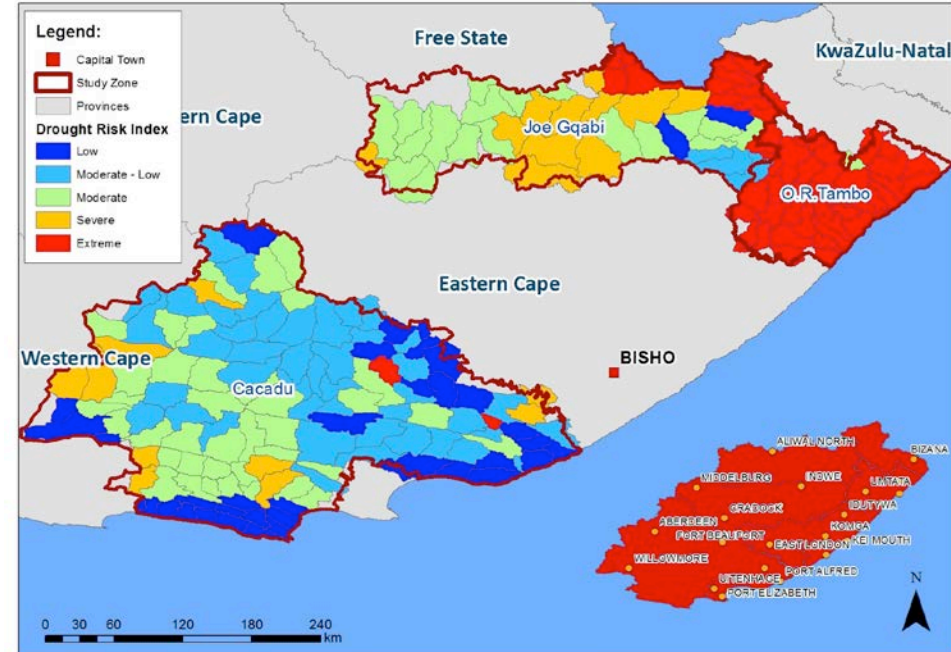 Legend:
Capital Town
Study Zone
Provinces
Drought Risk Index
Low
Moderate - Low
Moderate
Severe
Extreme
Free State
KwaZulu-Natal
ern Cape
Joe Gqabi
O.R.Tambo
Eastern Cape
Western Cape
BISHO
Cacadu
ALIWAL NORTH
BIZANA
MIDDELBURG
INDWE
UMTATA
IDUTYWA
CRADOCK
ABERDEEN
KOMGA
FORT BEAUFORT
EAST LONDON
KEI MOUTH
WILLOWMORE
UITENHAGE
PORT ALFRED
PORT ELIZABETH
N
0 30 60 120 180 240
km